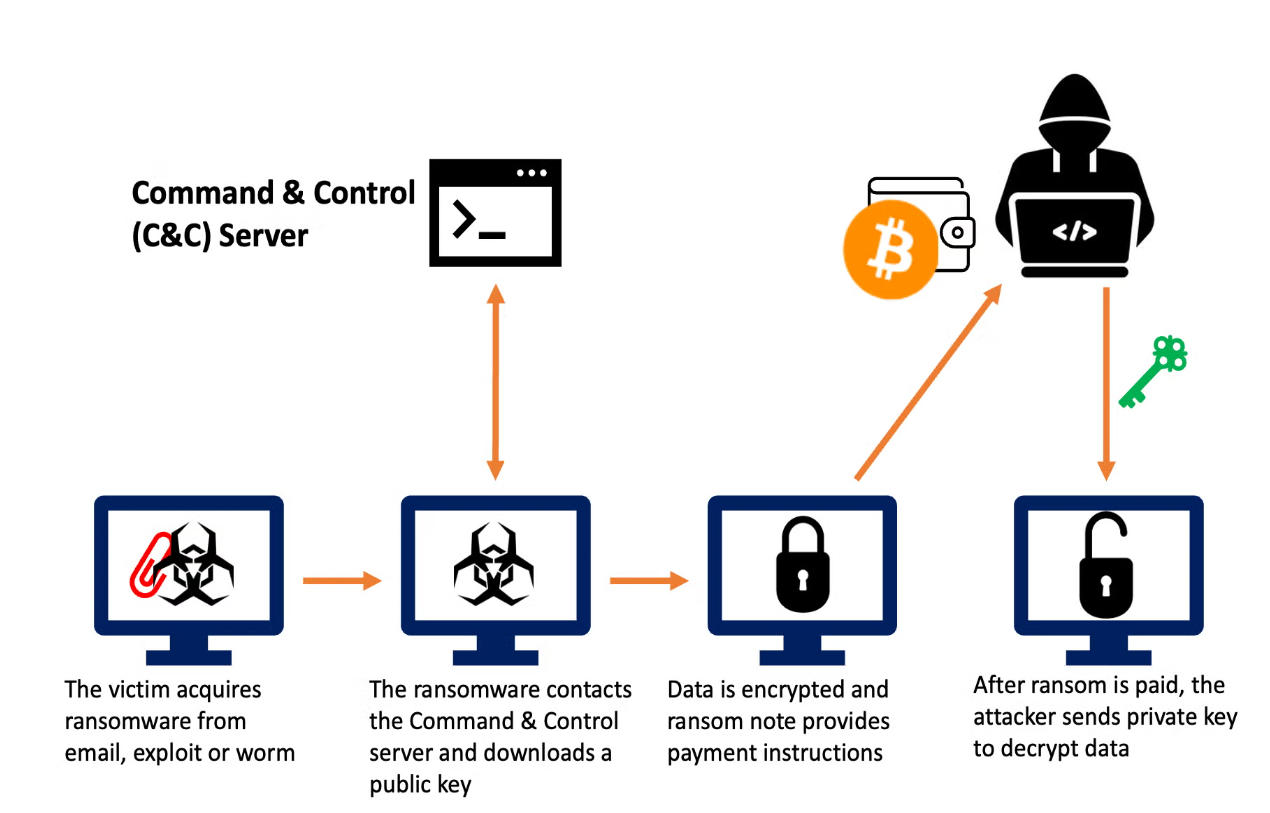 Command & Control
(C&C) Server
>_
</>
The victim acquires
ransomware from
email, exploit or worm
The ransomware contacts
the Command & Control
server and downloads a
public key
Data is encrypted and
ransom note provides
payment instructions
After ransom is paid, the
attacker sends private key
to decrypt data